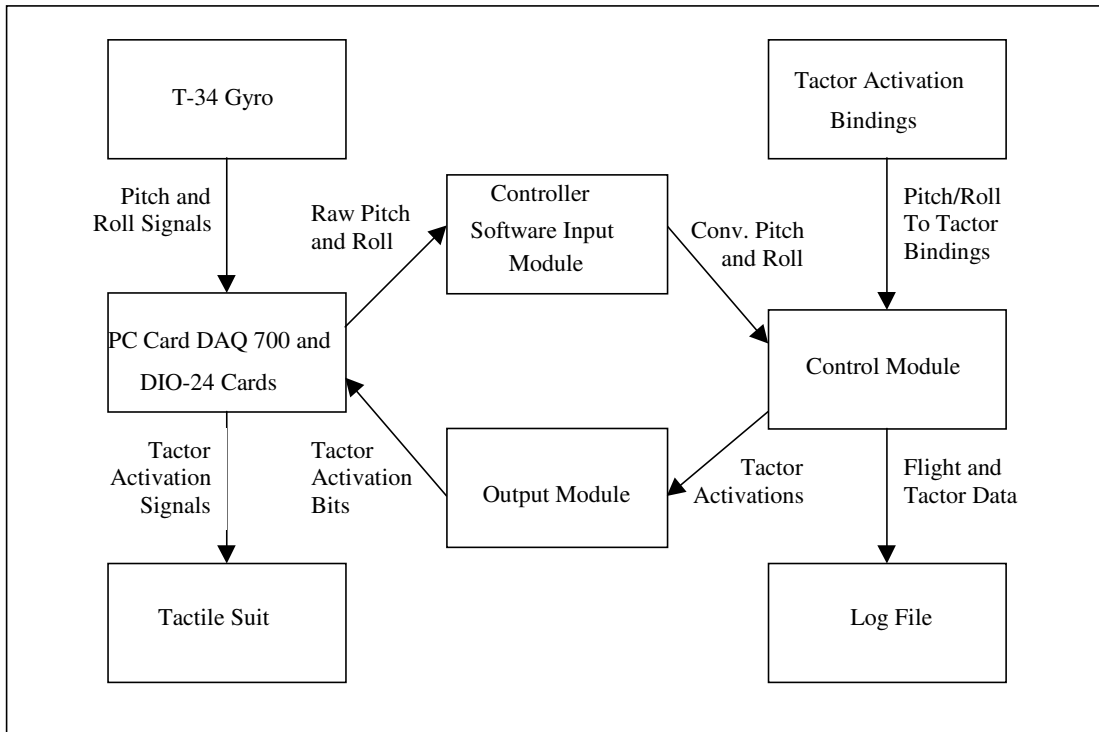 T-34 Gyro
Tactor Activation
Bindings
Pitch and
Roll Signals
Raw Pitch
and Roll
Controller
Software Input
Module
Conv. Pitch
and Roll
Pitch/Roll
To Tactor
Bindings
PC Card DAQ 700 and
DIO-24 Cards
Control Module
Tactor
Activation
Signals
Tactor
Activation
Bits
Output Module
Tactor
Activations
Flight and
Tactor Data
Tactile Suit
Log File